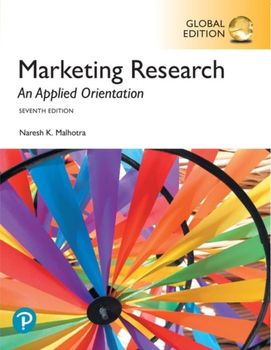 GLOBAL
EDITION
Marketing Research
An Applied Orientation
SEVENTH EDITION
Naresh K. Malhotra
P